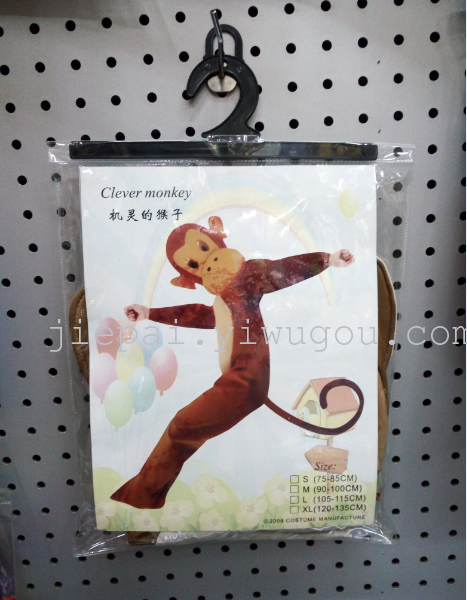 Clever monkey
机灵的猴子
jiepai.yiwugou.com
Size:
S (75-85CM)
M (90-100CM)
L (105-115CM)
XL(120-135CM)
©2009 COSTUME MANUFACTURE